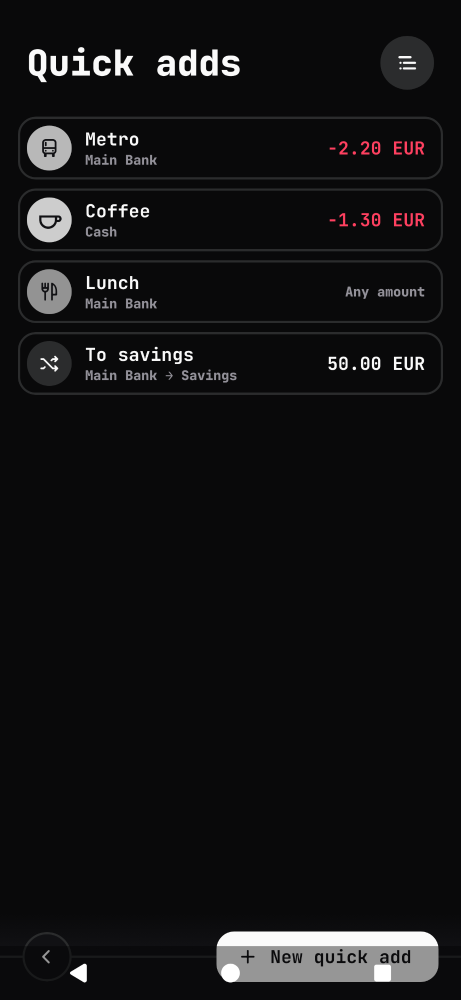 Quick adds
Metro
Main Bank
-2.20 EUR
Coffee
Cash
-1.30 EUR
Lunch
Main Bank
Any amount
To savings
Main Bank → Savings
50.00 EUR
+ New quick add